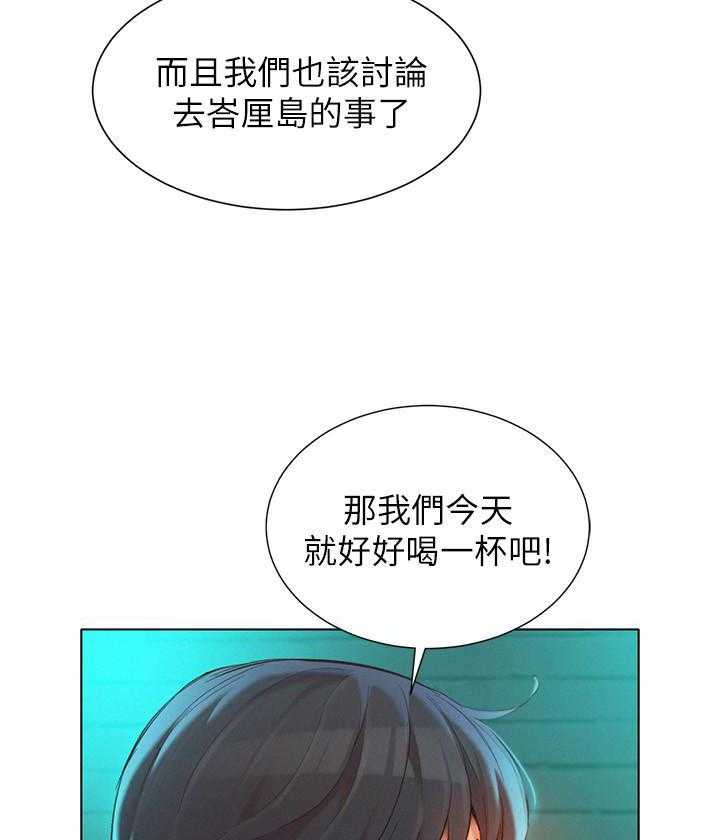 而且我們也該討論
去峇厘島的事了
那我們今天
就好好喝一杯吧!